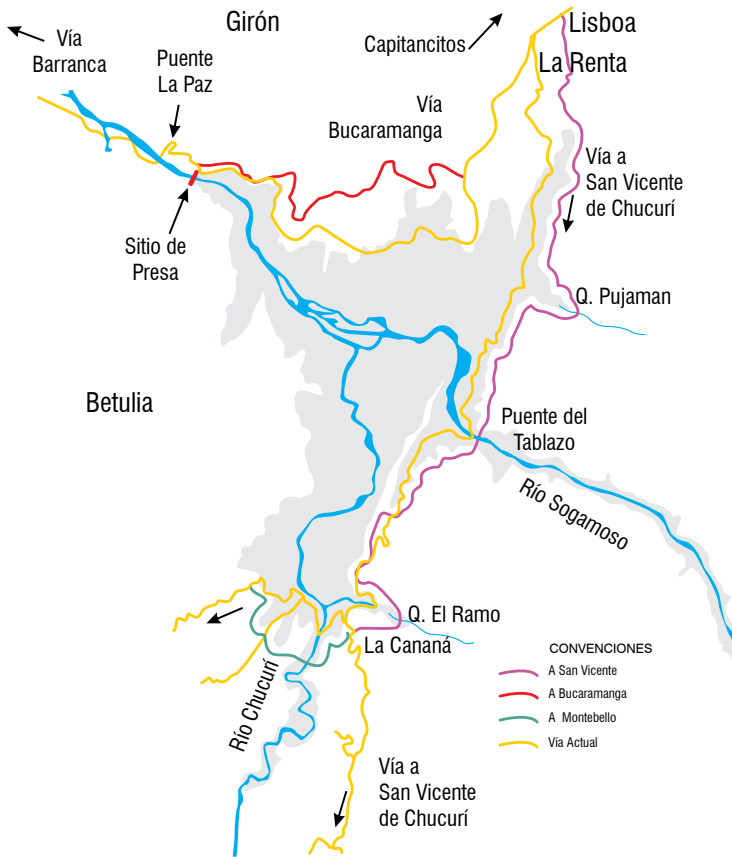 Girón
Lisboa
Capitancitos
Vía
Barranca
Puente
La Paz
La Renta
Vía
Bucaramanga
Vía a
San Vicente
de Chucurí
Sitio de
Presa
Q. Pujaman
Betulia
Puente del
Tablazo
Río Sogamoso
Q. El Ramo
La Cananá
Río Chucurí
CONVENCIONES
A San Vicente
A Bucaramanga
A Montebello
Vía Actual
Vía a
San Vicente
de Chucurí